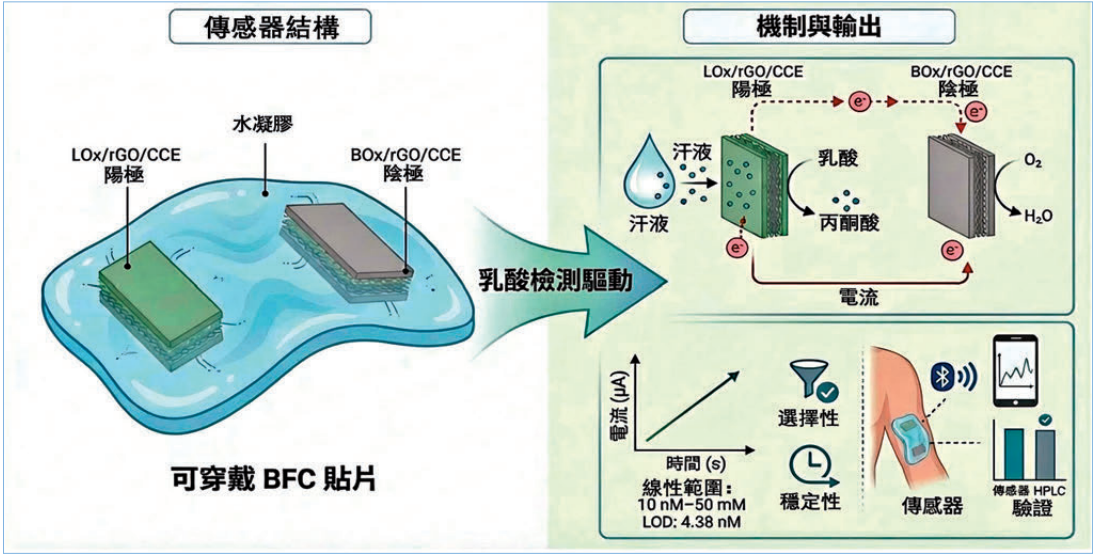 傳感器結構
水凝膠
LOx/rGO/CCE
陽極
BOx/rGO/CCE
陰極
可穿戴 BFC 貼片
乳酸檢測驅動
機制與輸出
LOx/rGO/CCE
陽極
BOx/rGO/CCE
陰極
e⁻
e⁻
汗液
汗液
乳酸
丙酮酸
O₂
H₂O
e⁻
e⁻
電流
電流 (µA)
時間 (s)
線性範圍：
10 nM–50 mM
LOD: 4.38 nM
選擇性
穩定性
傳感器
傳感器 HPLC
驗證